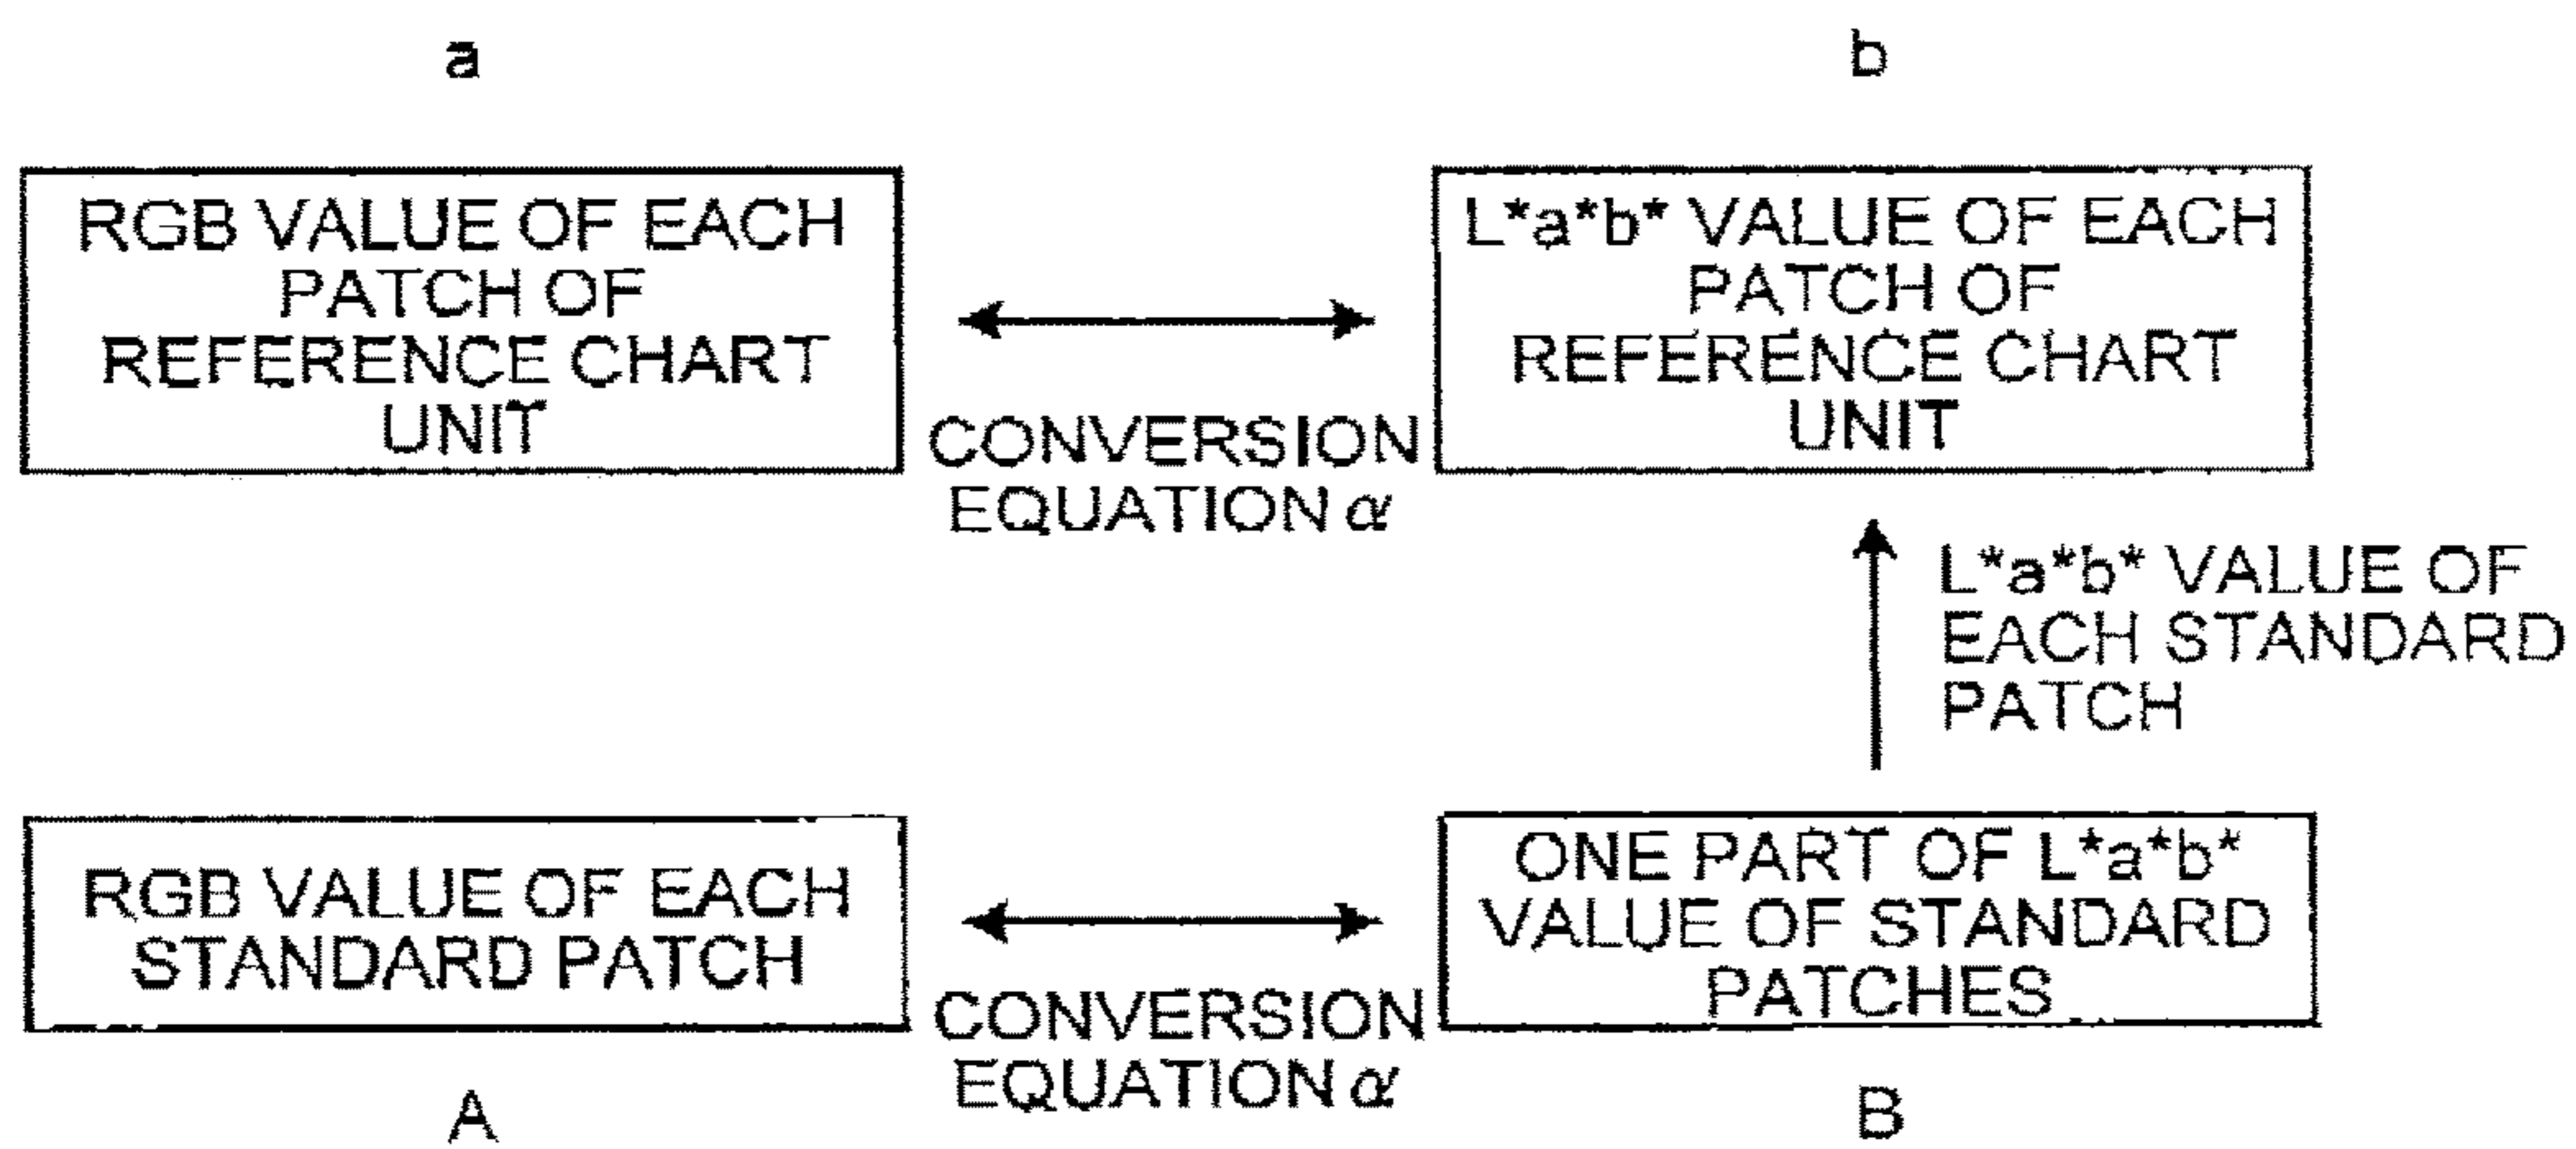 a
b
RGB VALUE OF EACH
PATCH OF
REFERENCE CHART
UNIT
CONVERSION
EQUATION α
L*a*b* VALUE OF EACH
PATCH OF
REFERENCE CHART
UNIT
L*a*b* VALUE OF
EACH STANDARD
PATCH
RGB VALUE OF EACH
STANDARD PATCH
CONVERSION
EQUATION α
ONE PART OF L*a*b*
VALUE OF STANDARD
PATCHES
A
B